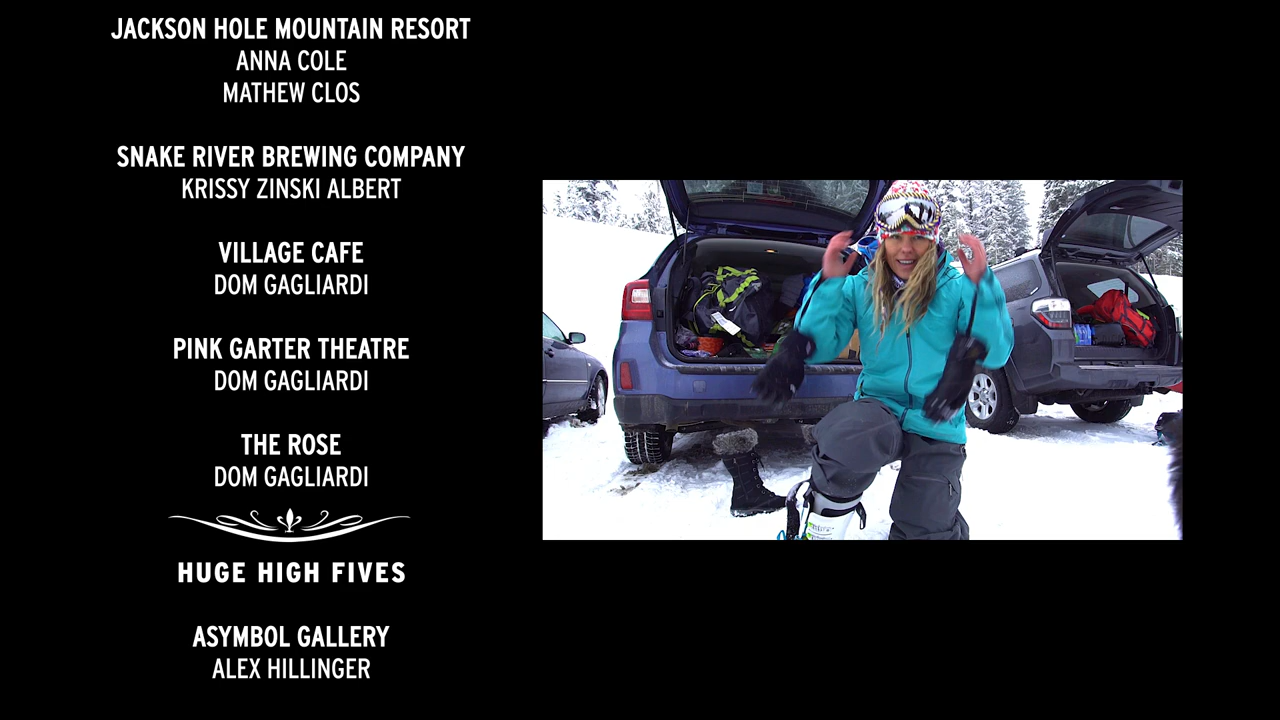 JACKSON HOLE MOUNTAIN RESORT
ANNA COLE
MATHEW CLOS
SNAKE RIVER BREWING COMPANY
KRISSY ZINSKI ALBERT
VILLAGE CAFE
DOM GAGLIARDI
PINK GARTER THEATRE
DOM GAGLIARDI
THE ROSE
DOM GAGLIARDI
HUGE HIGH FIVES
ASYMBOL GALLERY
ALEX HILLINGER